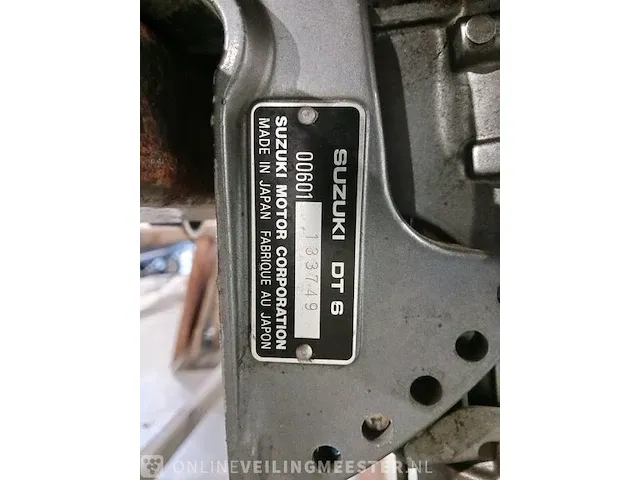 SUZUKI DT 6
00601 133749
SUZUKI MOTOR CORPORATION
MADE IN JAPAN FABRIQUE AU JAPON
ONLINEVEILINGMEESTER.NL